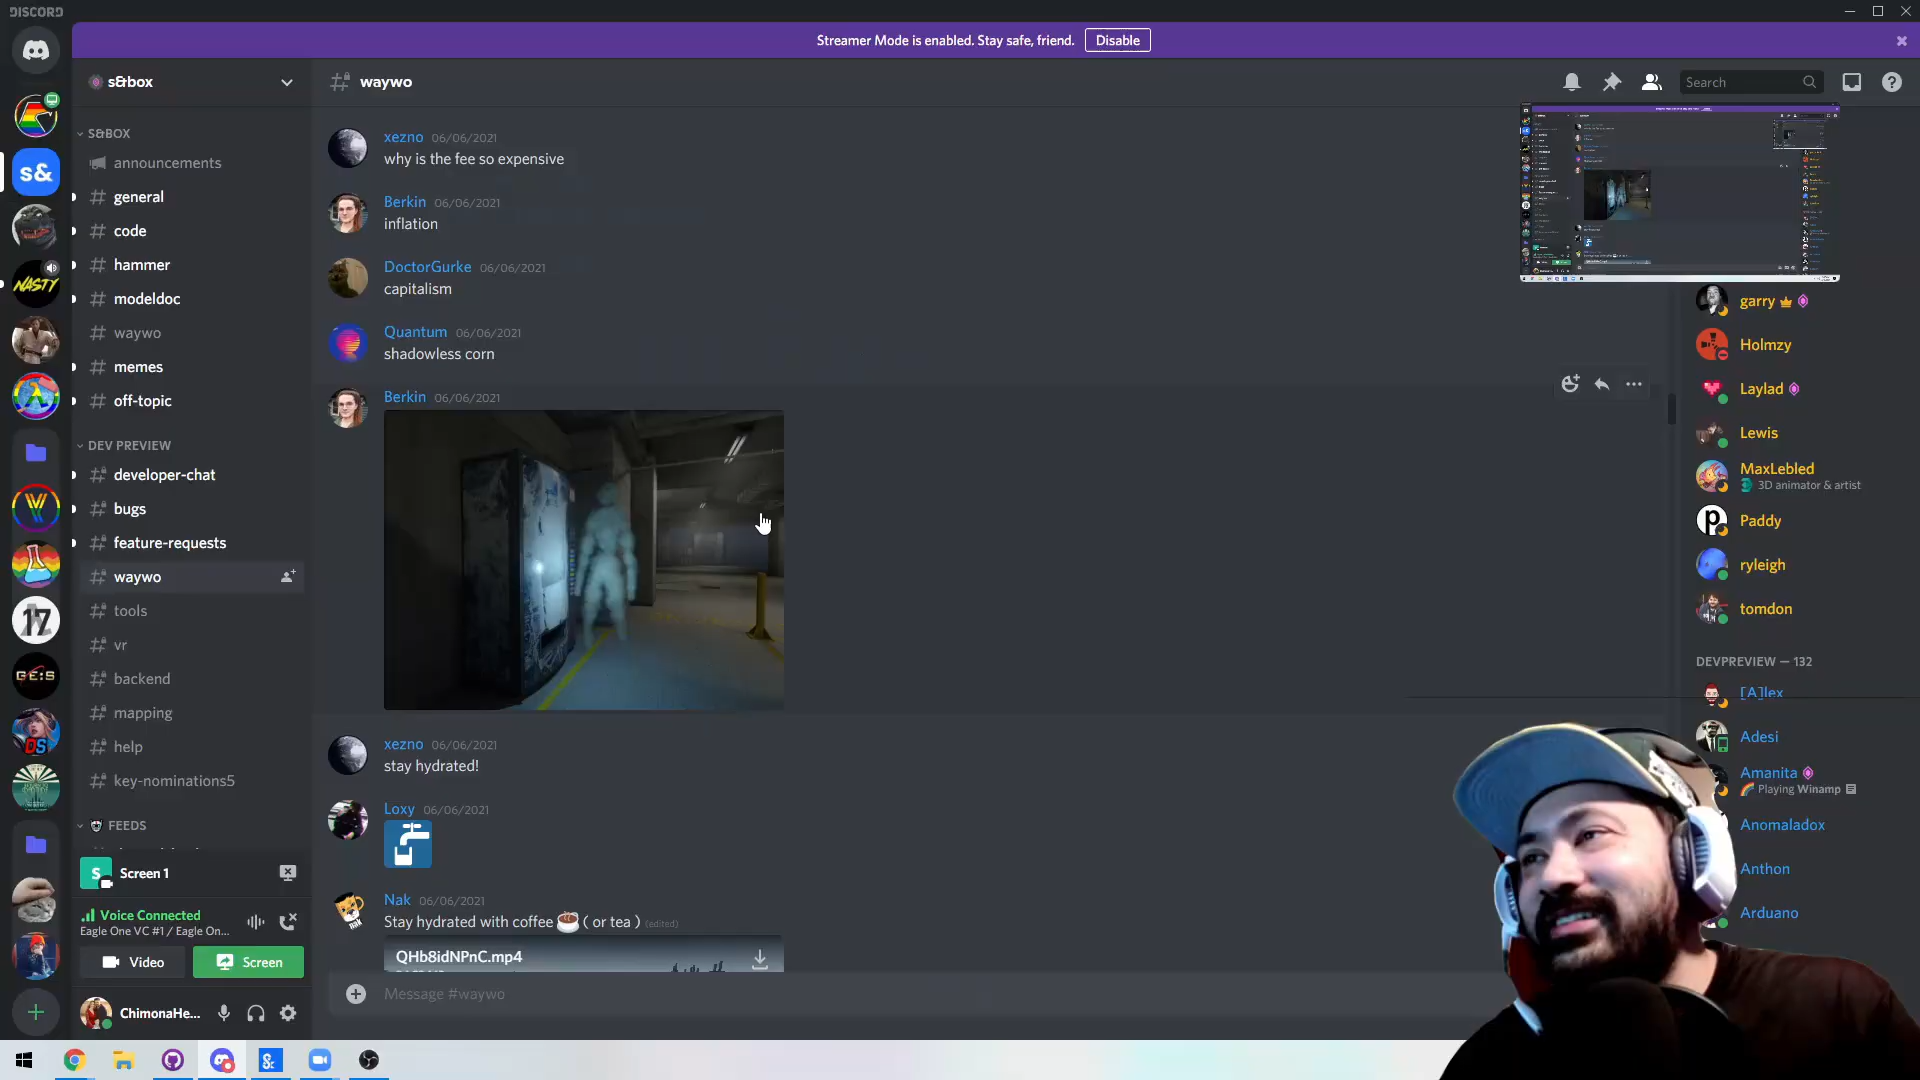 DISCORD
Streamer Mode is enabled. Stay safe, friend.
Disable
s&box
waywo
Search
S&BOX
announcements
general
code
hammer
modeldoc
waywo
memes
off-topic
DEV PREVIEW
developer-chat
bugs
feature-requests
waywo
tools
vr
backend
mapping
help
key-nominations5
FEEDS
Screen 1
Voice Connected
Eagle One VC #1 / Eagle On...
Video
Screen
ChimonaHe...
s&
NASTY
17
GE:S
DS
S
xezno 06/06/2021
why is the fee so expensive
Berkin 06/06/2021
inflation
DoctorGurke 06/06/2021
capitalism
Quantum 06/06/2021
shadowless corn
Berkin 06/06/2021
xezno 06/06/2021
stay hydrated!
Loxy 06/06/2021
Nak 06/06/2021
Stay hydrated with coffee ☕ ( or tea ) (edited)
QHb8idNPnC.mp4
Message #waywo
garry
Holmzy
Laylad
Lewis
MaxLebled
3D animator & artist
Paddy
ryleigh
tomdon
DEVPREVIEW — 132
[A]lex
Adesi
Amanita
Playing Winamp
Anomaladox
Anthon
Arduano